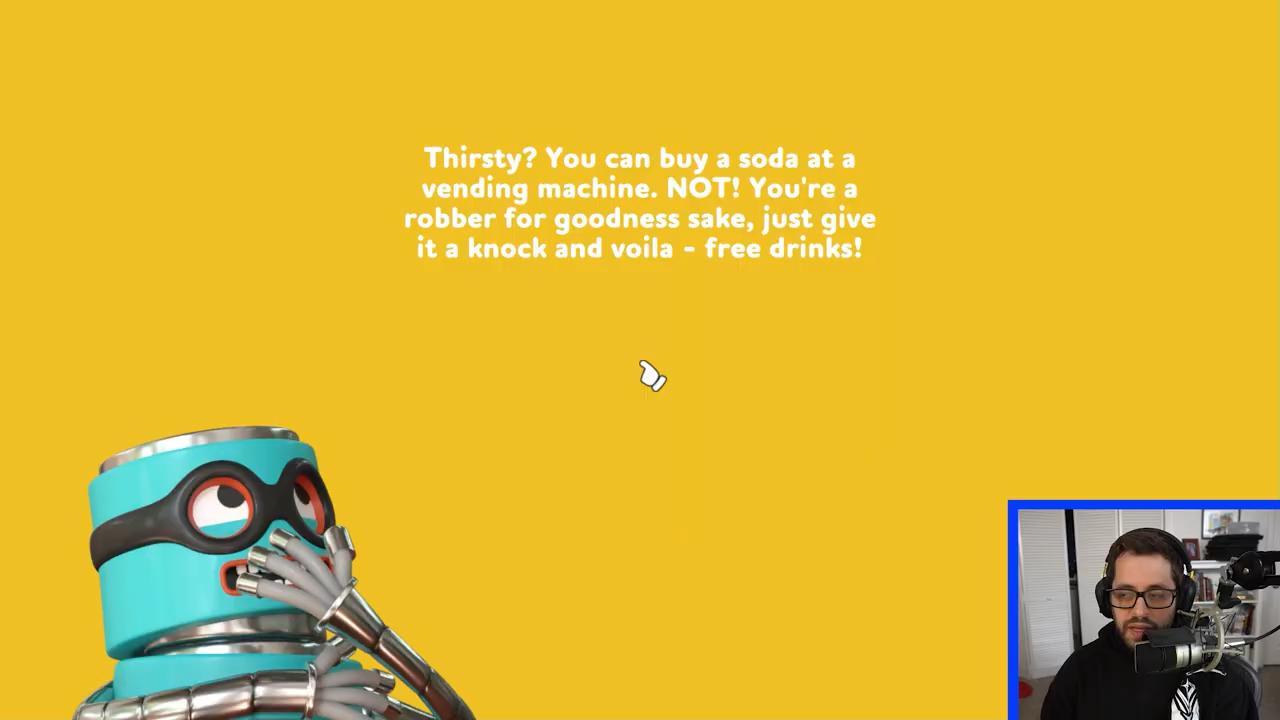 Thirsty? You can buy a soda at a
vending machine. NOT! You're a
robber for goodness sake, just give
it a knock and voila - free drinks!